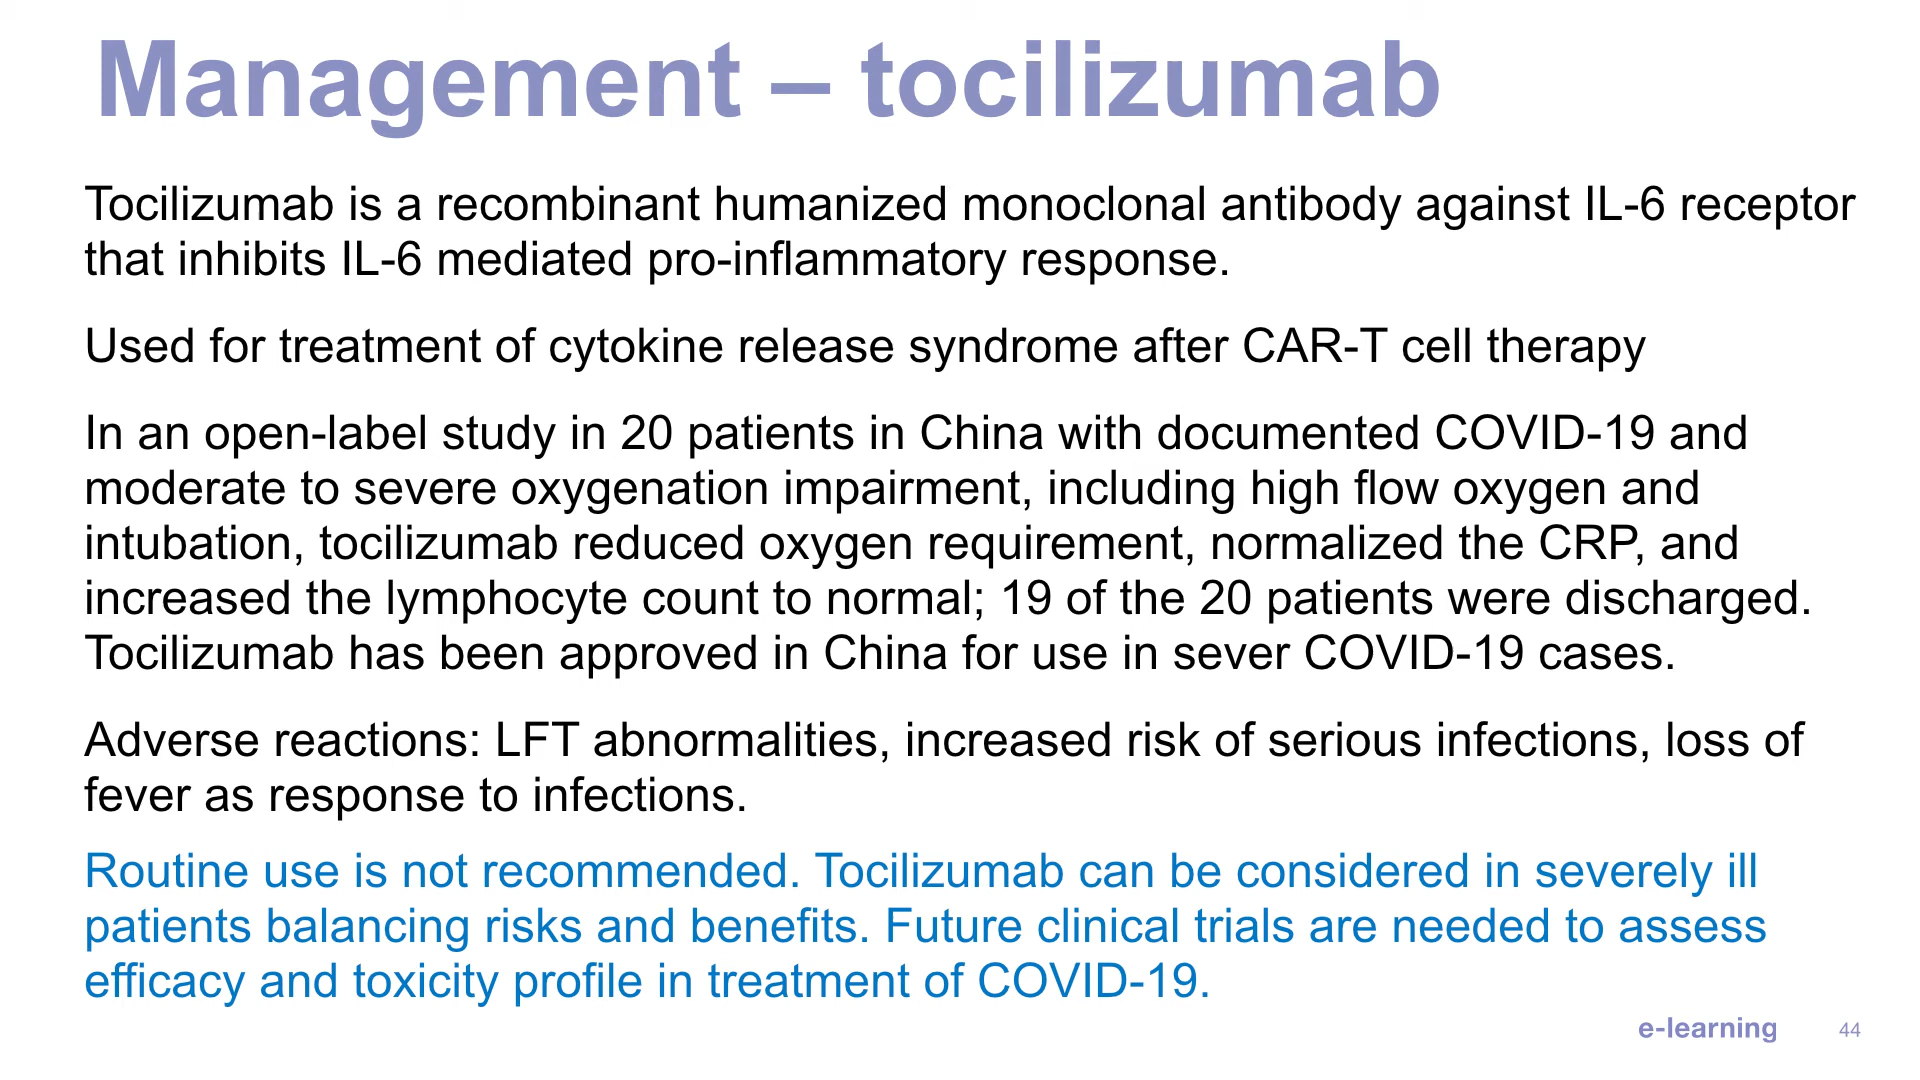 Management – tocilizumab
Tocilizumab is a recombinant humanized monoclonal antibody against IL-6 receptor
that inhibits IL-6 mediated pro-inflammatory response.
Used for treatment of cytokine release syndrome after CAR-T cell therapy
In an open-label study in 20 patients in China with documented COVID-19 and
moderate to severe oxygenation impairment, including high flow oxygen and
intubation, tocilizumab reduced oxygen requirement, normalized the CRP, and
increased the lymphocyte count to normal; 19 of the 20 patients were discharged.
Tocilizumab has been approved in China for use in sever COVID-19 cases.
Adverse reactions: LFT abnormalities, increased risk of serious infections, loss of
fever as response to infections.
Routine use is not recommended. Tocilizumab can be considered in severely ill
patients balancing risks and benefits. Future clinical trials are needed to assess
efficacy and toxicity profile in treatment of COVID-19.
e-learning 44